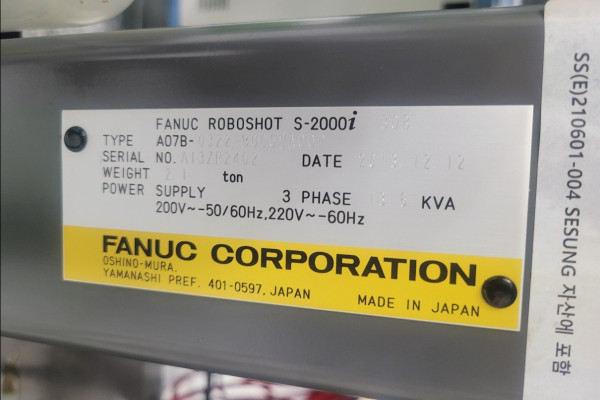 FANUC ROBOSHOT S-2000i
TYPE A07B-
SERIAL NO. DATE
WEIGHT ton
POWER SUPPLY 3 PHASE KVA
200V~-50/60Hz,220V~-60Hz
FANUC CORPORATION
OSHINO-MURA.
YAMANASHI PREF. 401-0597, JAPAN MADE IN JAPAN
SS(E)210601-004 SESUNG 자산에 포함